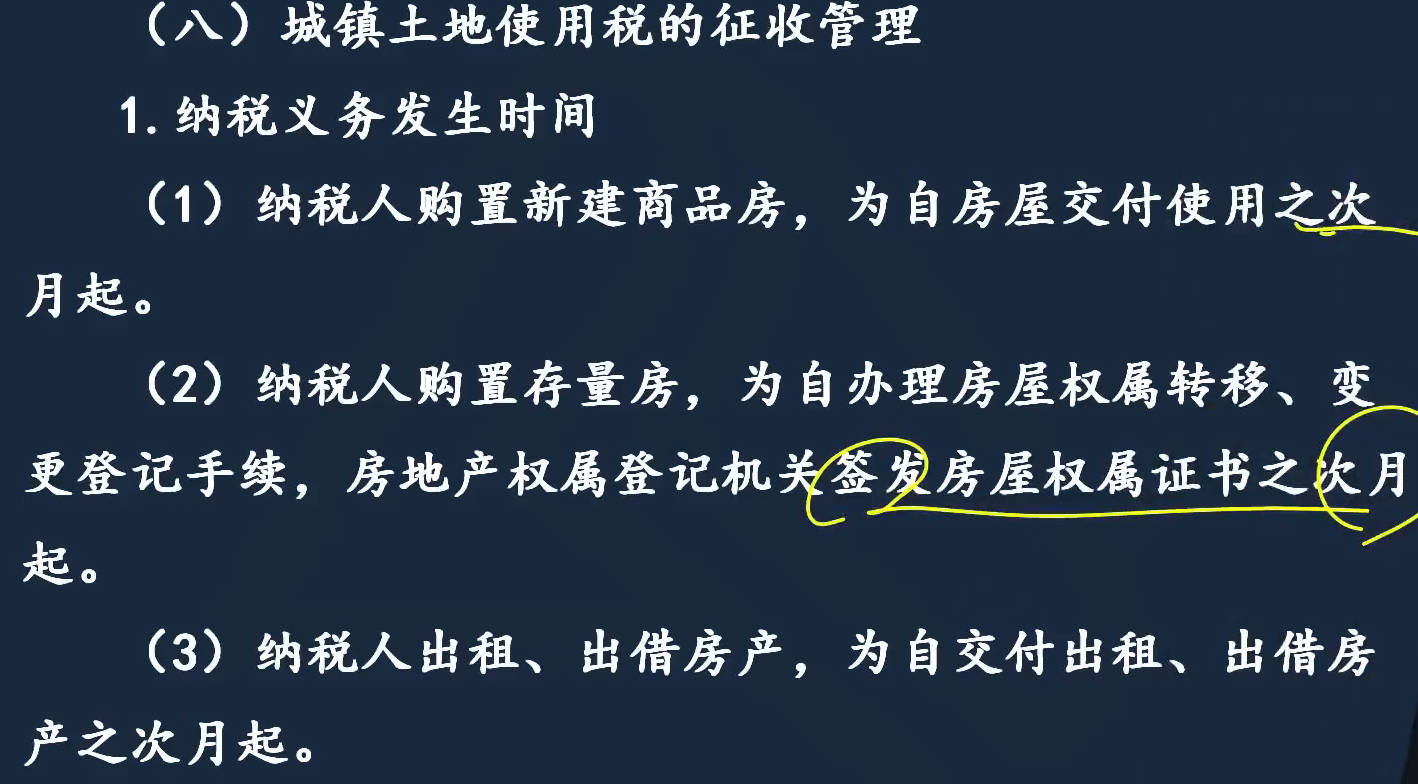 （八）城镇土地使用税的征收管理
1.纳税义务发生时间
（1）纳税人购置新建商品房，为自房屋交付使用之次
月起。
（2）纳税人购置存量房，为自办理房屋权属转移、变
更登记手续，房地产权属登记机关签发房屋权属证书之次月
起。
（3）纳税人出租、出借房产，为自交付出租、出借房
产之次月起。